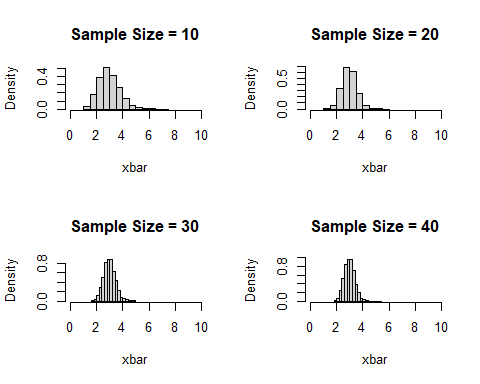 Sample Size = 10
Density
0.0 0.4
0 2 4 6 8 10
xbar
Sample Size = 20
Density
0.0 0.5
0 2 4 6 8 10
xbar
Sample Size = 30
Density
0.0 0.8
0 2 4 6 8 10
xbar
Sample Size = 40
Density
0.0 0.8
0 2 4 6 8 10
xbar